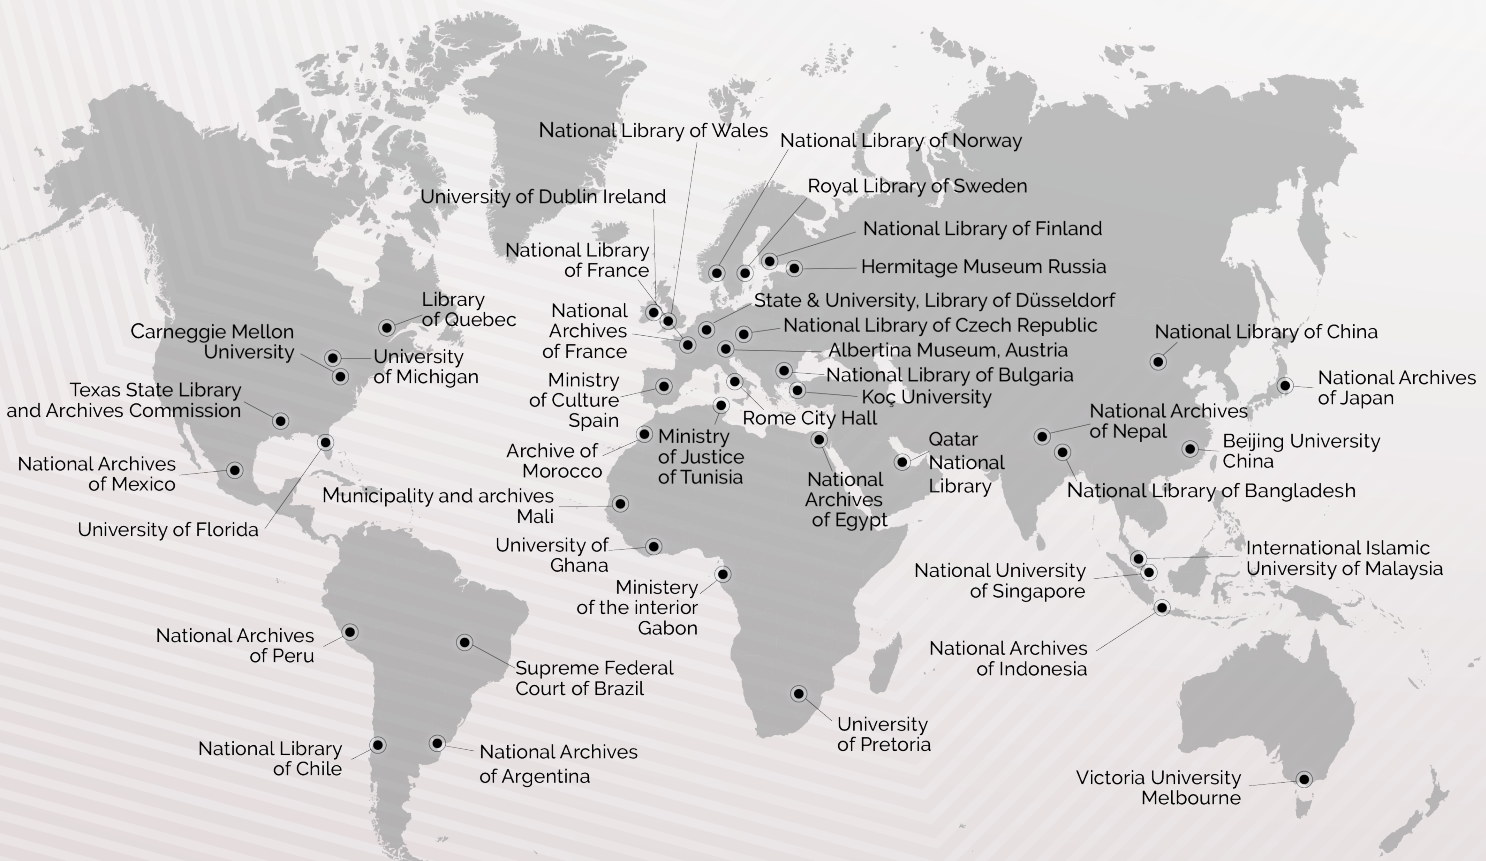 National Library of Wales
National Library of Norway
Royal Library of Sweden
University of Dublin Ireland
National Library of Finland
National Library
of France
Hermitage Museum Russia
Library
of Quebec
State & University, Library of Düsseldorf
National
Archives
of France
National Library of Czech Republic
Carneggie Mellon
University
National Library of China
University
of Michigan
Albertina Museum, Austria
National Library of Bulgaria
Ministry
of Culture
Spain
Koç University
National Archives
of Japan
Texas State Library
and Archives Commission
Rome City Hall
National Archives
of Nepal
Archive of
Morocco
Ministry
of Justice
of Tunisia
Qatar
National
Library
Beijing University
China
National Archives
of Mexico
National
Archives
of Egypt
National Library of Bangladesh
Municipality and archives
Mali
University of Florida
University of
Ghana
International Islamic
University of Malaysia
National University
of Singapore
Ministery
of the interior
Gabon
National Archives
of Peru
National Archives
of Indonesia
Supreme Federal
Court of Brazil
University
of Pretoria
National Library
of Chile
National Archives
of Argentina
Victoria University
Melbourne